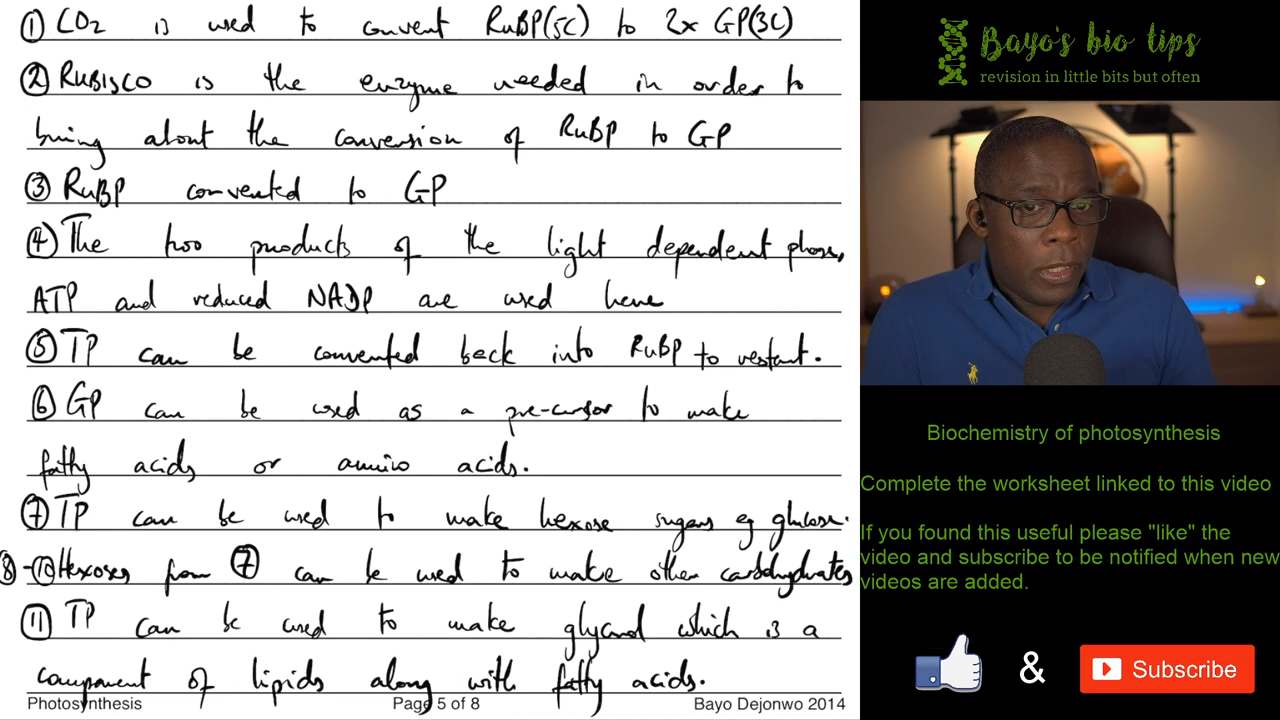 ① CO2 is used to convert RuBP(5C) to 2x GP(3C)
② RUBISCO is the enzyme needed in order to
bring about the conversion of RuBP to GP
③ RuBP converted to GP
④ The two products of the light dependent phase,
ATP and reduced NADP are used here
⑤ TP can be converted back into RuBP to restart.
⑥ GP can be used as a pre-cursor to make
fatty acids or amino acids.
⑦ TP can be used to make hexose sugars eg glucose.
⑧-⑩ Hexoses from ⑦ can be used to make other carbohydrates
⑪ TP can be used to make glycerol which is a
component of lipids along with fatty acids.
Photosynthesis Page 5 of 8 Bayo Dejonwo 2014
Bayo's bio tips
revision in little bits but often
Biochemistry of photosynthesis
Complete the worksheet linked to this video
If you found this useful please "like" the
video and subscribe to be notified when new
videos are added.
& Subscribe